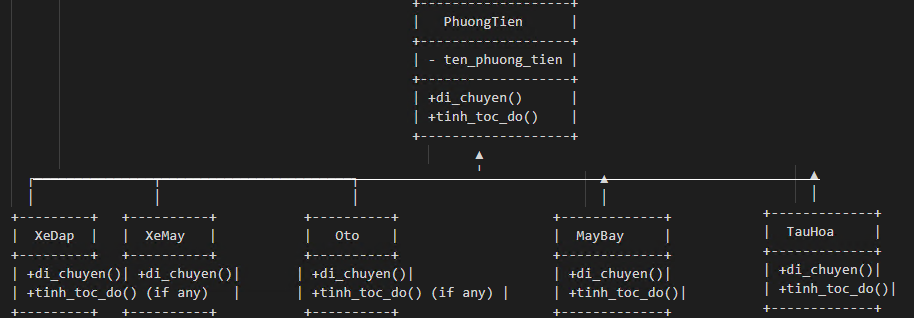 PhuongTien
- ten_phuong_tien
+di_chuyen()
+tinh_toc_do()
XeDap
+di_chuyen()
+tinh_toc_do() (if any)
XeMay
+di_chuyen()
Oto
+di_chuyen()
+tinh_toc_do() (if any)
MayBay
+di_chuyen()
+tinh_toc_do()
TauHoa
+di_chuyen()
+tinh_toc_do()